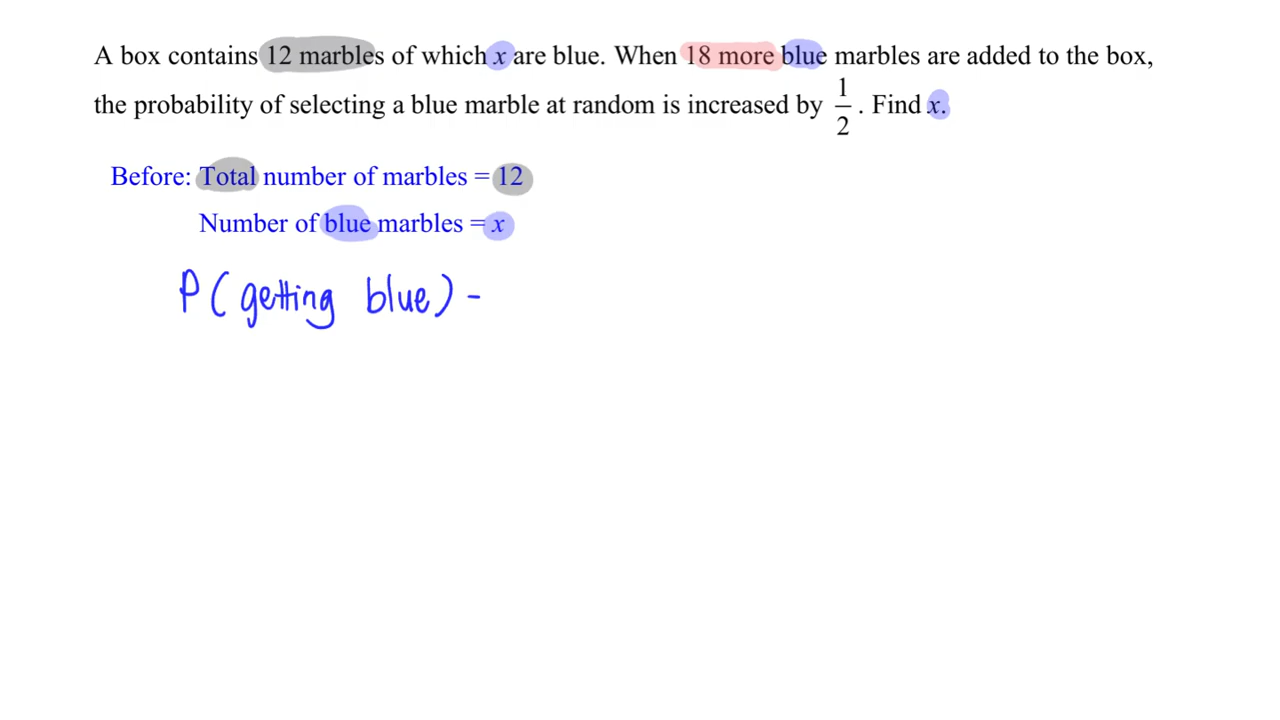 A box contains 12 marbles of which x are blue. When 18 more blue marbles are added to the box,
the probability of selecting a blue marble at random is increased by 1/2. Find x.
Before: Total number of marbles = 12
Number of blue marbles = x
P(getting blue) -